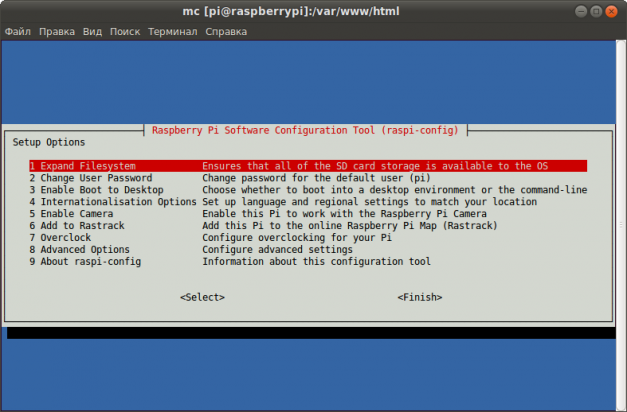 mc [pi@raspberrypi]:/var/www/html
Файл Правка Вид Поиск Терминал Справка
Raspberry Pi Software Configuration Tool (raspi-config)
Setup Options
1 Expand Filesystem Ensures that all of the SD card storage is available to the OS
2 Change User Password Change password for the default user (pi)
3 Enable Boot to Desktop Choose whether to boot into a desktop environment or the command-line
4 Internationalisation Options Set up language and regional settings to match your location
5 Enable Camera Enable this Pi to work with the Raspberry Pi Camera
6 Add to Rastrack Add this Pi to the online Raspberry Pi Map (Rastrack)
7 Overclock Configure overclocking for your Pi
8 Advanced Options Configure advanced settings
9 About raspi-config Information about this configuration tool
<Select> <Finish>